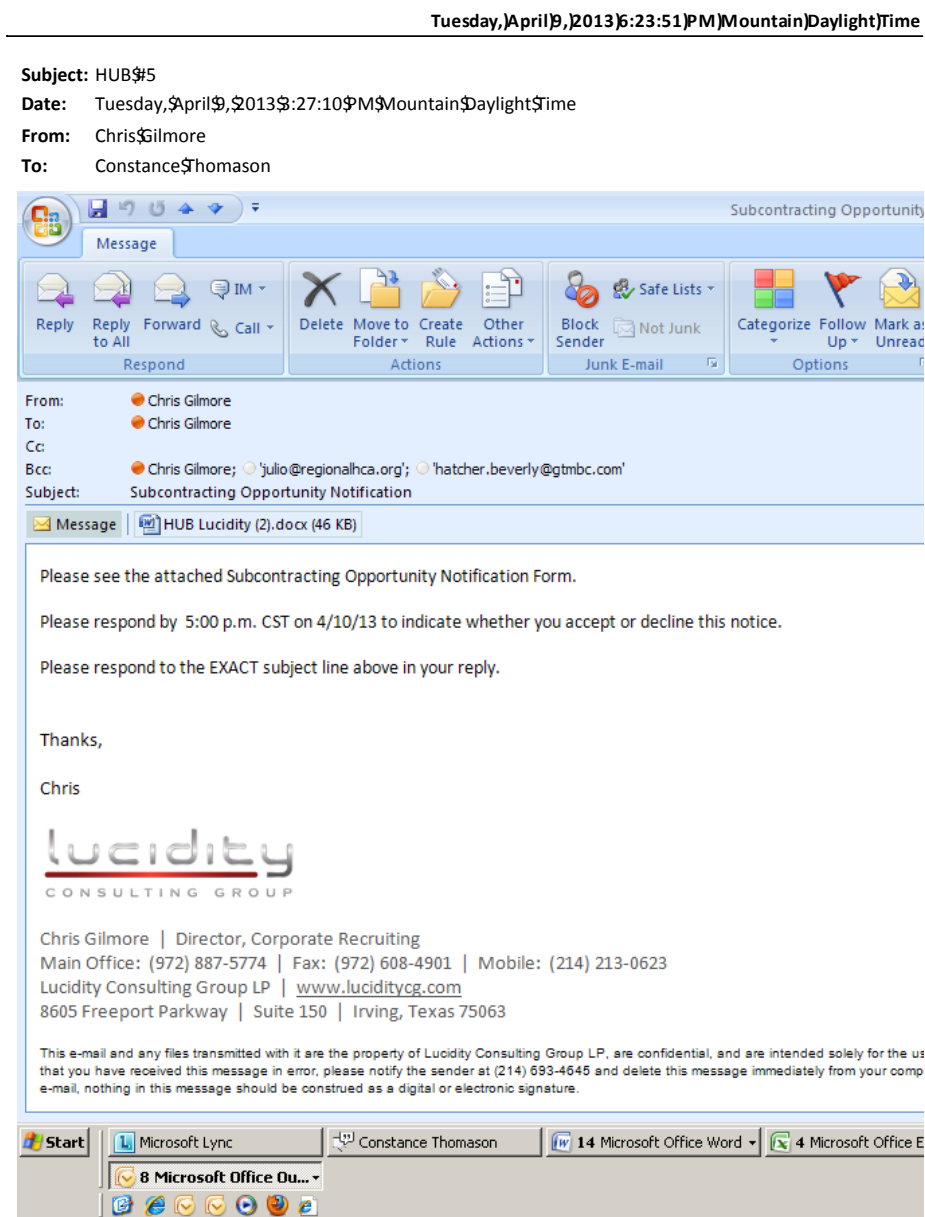 Tuesday,)April)9,)2013)6:23:51)PM)Mountain)Daylight)Time
Subject: HUB$#5
Date: Tuesday,$April$9,$2013$3:27:10$PM$Mountain$Daylight$Time
From: Chris$Gilmore
To: Constance$Thomason
Subcontracting Opportunity
Message
IM
Reply Reply to All Forward Call
Delete Move to Folder Create Rule Other Actions
Block Sender Safe Lists Not Junk
Categorize Follow Up Mark as Unread
Respond Actions Junk E-mail Options
From: Chris Gilmore
To: Chris Gilmore
Cc:
Bcc: Chris Gilmore; 'julio@regionalhca.org'; 'hatcher.beverly@gtmbc.com'
Subject: Subcontracting Opportunity Notification
Message HUB Lucidity (2).docx (46 KB)
Please see the attached Subcontracting Opportunity Notification Form.
Please respond by 5:00 p.m. CST on 4/10/13 to indicate whether you accept or decline this notice.
Please respond to the EXACT subject line above in your reply.
Thanks,
Chris
lucidity
CONSULTING GROUP
Chris Gilmore | Director, Corporate Recruiting
Main Office: (972) 887-5774 | Fax: (972) 608-4901 | Mobile: (214) 213-0623
Lucidity Consulting Group LP | www.luciditycg.com
8605 Freeport Parkway | Suite 150 | Irving, Texas 75063
This e-mail and any files transmitted with it are the property of Lucidity Consulting Group LP, are confidential, and are intended solely for the us
that you have received this message in error, please notify the sender at (214) 693-4645 and delete this message immediately from your comp
e-mail, nothing in this message should be construed as a digital or electronic signature.
Start Microsoft Lync Constance Thomason 14 Microsoft Office Word 4 Microsoft Office E
8 Microsoft Office Ou...